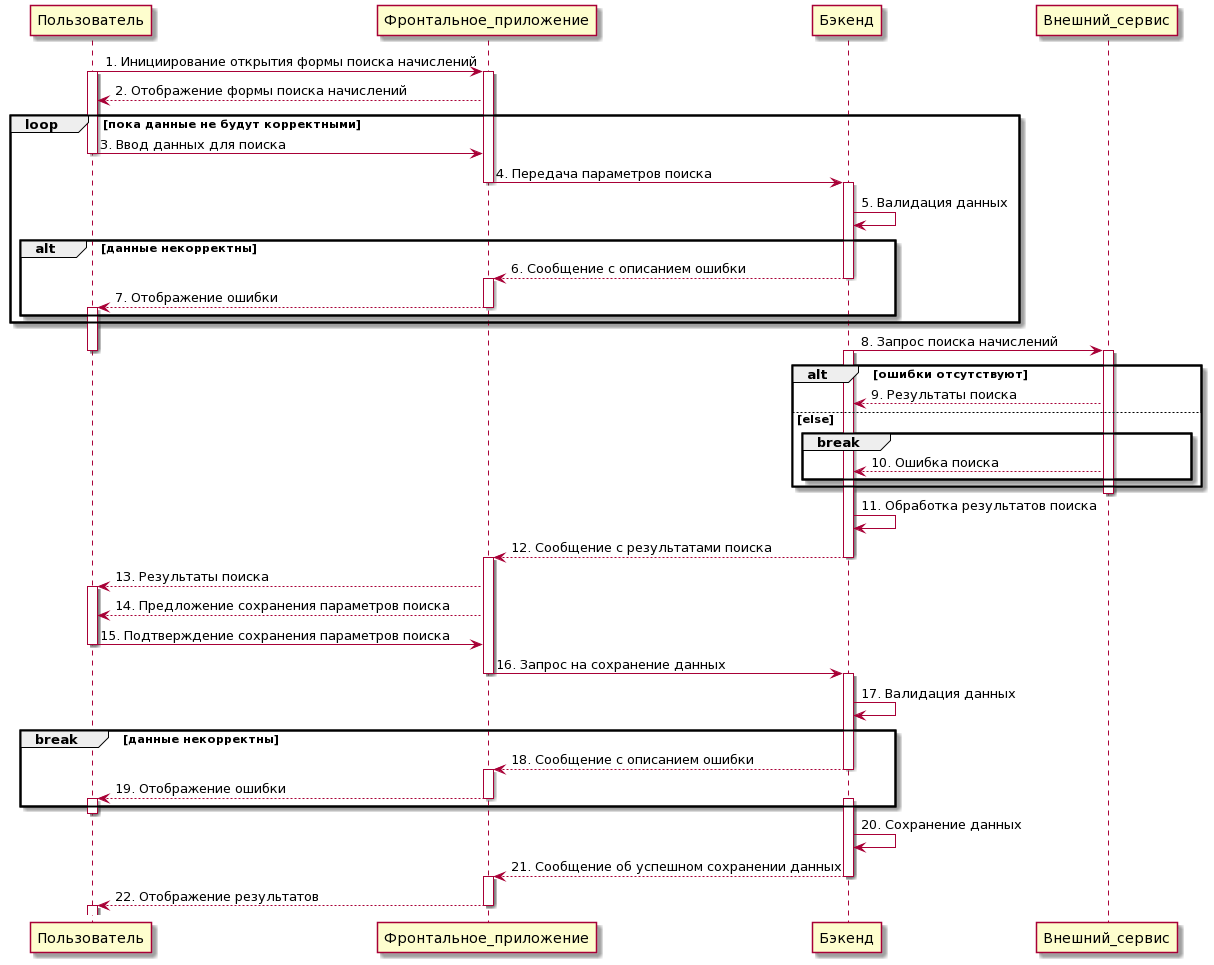 Пользователь
Фронтальное_приложение
Бэкенд
Внешний_сервис
1. Инициирование открытия формы поиска начислений
2. Отображение формы поиска начислений
loop
[пока данные не будут корректными]
3. Ввод данных для поиска
4. Передача параметров поиска
5. Валидация данных
alt
[данные некорректны]
6. Сообщение с описанием ошибки
7. Отображение ошибки
8. Запрос поиска начислений
alt
[ошибки отсутствуют]
9. Результаты поиска
[else]
break
10. Ошибка поиска
11. Обработка результатов поиска
12. Сообщение с результатами поиска
13. Результаты поиска
14. Предложение сохранения параметров поиска
15. Подтверждение сохранения параметров поиска
16. Запрос на сохранение данных
17. Валидация данных
break
[данные некорректны]
18. Сообщение с описанием ошибки
19. Отображение ошибки
20. Сохранение данных
21. Сообщение об успешном сохранении данных
22. Отображение результатов
Пользователь
Фронтальное_приложение
Бэкенд
Внешний_сервис